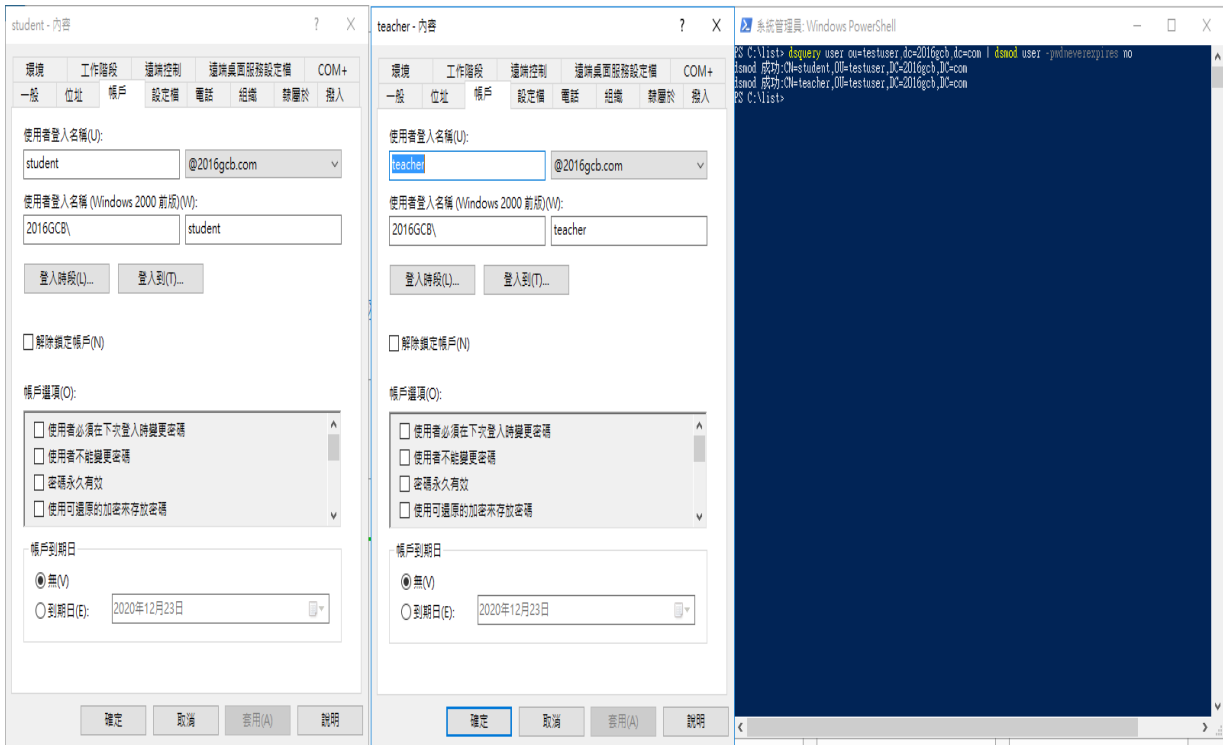 student - 內容
環境 工作階段 遠端控制 遠端桌面服務設定檔 COM+
一般 位址 帳戶 設定檔 電話 組織 隸屬於 撥入
使用者登入名稱(U):
student @2016gcb.com
使用者登入名稱 (Windows 2000 前版)(W):
2016GCB\ student
登入時段(L)... 登入到(T)...
解除鎖定帳戶(N)
帳戶選項(O):
使用者必須在下次登入時變更密碼
使用者不能變更密碼
密碼永久有效
使用可還原的加密來存放密碼
帳戶到期日
無(V)
到期日(E): 2020年12月23日
確定 取消 套用(A) 說明
teacher - 內容
環境 工作階段 遠端控制 遠端桌面服務設定檔 COM+
一般 位址 帳戶 設定檔 電話 組織 隸屬於 撥入
使用者登入名稱(U):
teacher @2016gcb.com
使用者登入名稱 (Windows 2000 前版)(W):
2016GCB\ teacher
登入時段(L)... 登入到(T)...
解除鎖定帳戶(N)
帳戶選項(O):
使用者必須在下次登入時變更密碼
使用者不能變更密碼
密碼永久有效
使用可還原的加密來存放密碼
帳戶到期日
無(V)
到期日(E): 2020年12月23日
確定 取消 套用(A) 說明
系統管理員: Windows PowerShell
PS C:\list> dsquery user ou=testuser,dc=2016gcb,dc=com | dsmod user -pwdneverexpires no
dsmod 成功:CN=student,OU=testuser,DC=2016gcb,DC=com
dsmod 成功:CN=teacher,OU=testuser,DC=2016gcb,DC=com
PS C:\list>